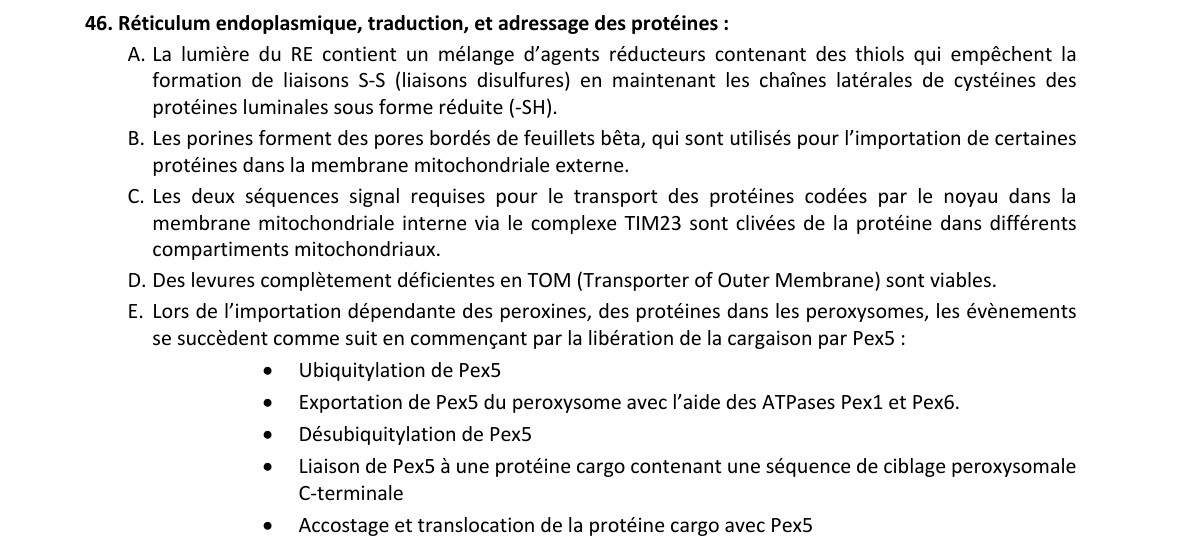 46. Réticulum endoplasmique, traduction, et adressage des protéines :
A. La lumière du RE contient un mélange d’agents réducteurs contenant des thiols qui empêchent la
formation de liaisons S-S (liaisons disulfures) en maintenant les chaînes latérales de cystéines des
protéines luminales sous forme réduite (-SH).
B. Les porines forment des pores bordés de feuillets bêta, qui sont utilisés pour l’importation de certaines
protéines dans la membrane mitochondriale externe.
C. Les deux séquences signal requises pour le transport des protéines codées par le noyau dans la
membrane mitochondriale interne via le complexe TIM23 sont clivées de la protéine dans différents
compartiments mitochondriaux.
D. Des levures complètement déficientes en TOM (Transporter of Outer Membrane) sont viables.
E. Lors de l’importation dépendante des peroxines, des protéines dans les peroxysomes, les évènements
se succèdent comme suit en commençant par la libération de la cargaison par Pex5 :
• Ubiquitylation de Pex5
• Exportation de Pex5 du peroxysome avec l’aide des ATPases Pex1 et Pex6.
• Désubiquitylation de Pex5
• Liaison de Pex5 à une protéine cargo contenant une séquence de ciblage peroxysomale
C-terminale
• Accostage et translocation de la protéine cargo avec Pex5